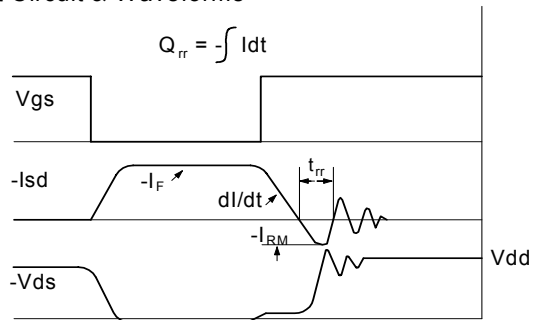 Circuit & Waveforms
Qrr = -∫ Idt
Vgs
trr
-Isd
-IF
dI/dt
-IRM
Vdd
-Vds